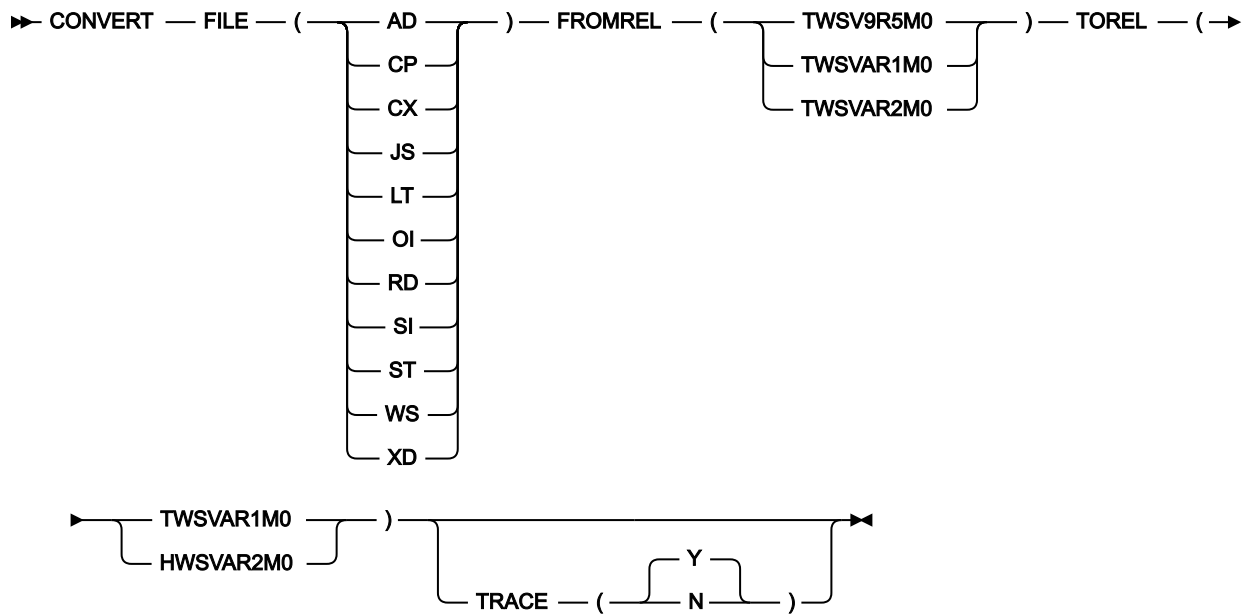 CONVERT FILE ( AD ) FROMREL ( TWSV9R5M0 ) TOREL (
CP TWSVAR1M0
CX TWSVAR2M0
JS
LT
OI
RD
SI
ST
WS
XD
TWSVAR1M0 )
HWSVAR2M0
Y
TRACE ( N )